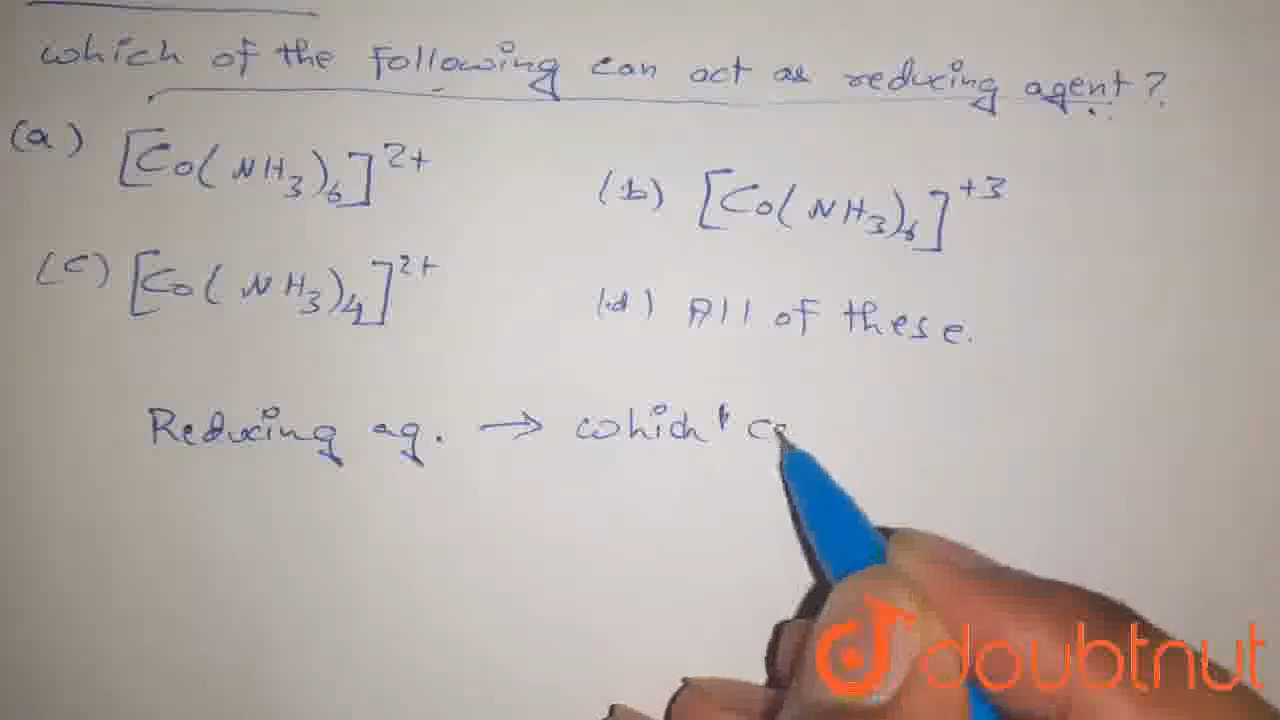 which of the following can act as reducing agent?
(a) [Co(NH3)6]2+
(b) [Co(NH3)6]+3
(c) [Co(NH3)4]2+
(d) All of these.
Reducing ag. → which
doubtnut